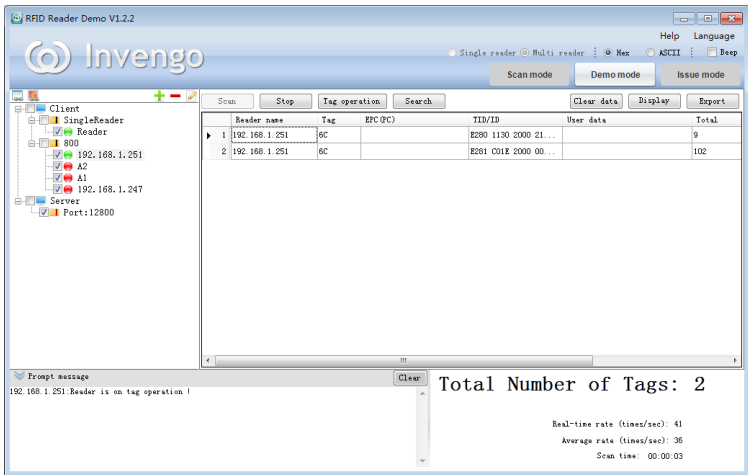 RFID Reader Demo V1.2.2
Help Language
Invengo
Single reader Multi reader Hex ASCII Beep
Scan mode Demo mode Issue mode
Client
SingleReader
Reader
800
192.168.1.251
A2
A1
192.168.1.247
Server
Port:12800
Scan Stop Tag operation Search Clear data Display Export
Reader name Tag EPC(PC) TID/ID User data Total
1 192.168.1.251 6C E280 1130 2000 21... 9
2 192.168.1.251 6C E281 C01E 2000 00... 102
Prompt message Clear
192.168.1.251:Reader is on tag operation !
Total Number of Tags: 2
Real-time rate (times/sec): 41
Average rate (times/sec): 36
Scan time: 00:00:03